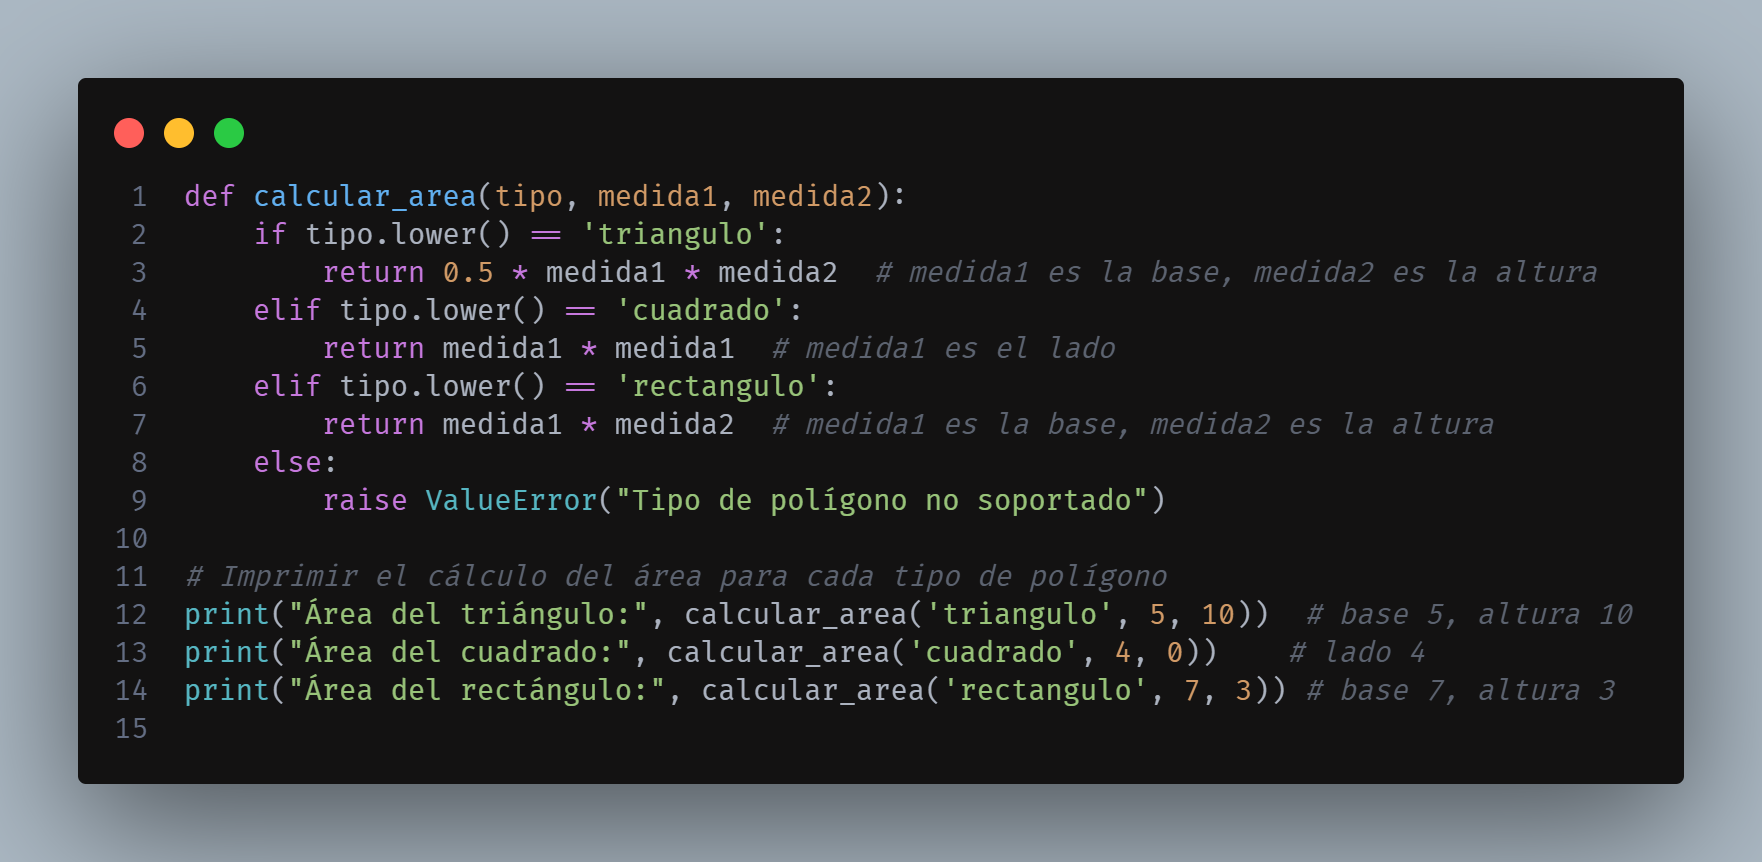 1 def calcular_area(tipo, medida1, medida2):
2     if tipo.lower() == 'triangulo':
3         return 0.5 * medida1 * medida2  # medida1 es la base, medida2 es la altura
4     elif tipo.lower() == 'cuadrado':
5         return medida1 * medida1  # medida1 es el lado
6     elif tipo.lower() == 'rectangulo':
7         return medida1 * medida2  # medida1 es la base, medida2 es la altura
8     else:
9         raise ValueError("Tipo de polígono no soportado")
10
11 # Imprimir el cálculo del área para cada tipo de polígono
12 print("Área del triángulo:", calcular_area('triangulo', 5, 10))  # base 5, altura 10
13 print("Área del cuadrado:", calcular_area('cuadrado', 4, 0))    # lado 4
14 print("Área del rectángulo:", calcular_area('rectangulo', 7, 3)) # base 7, altura 3
15